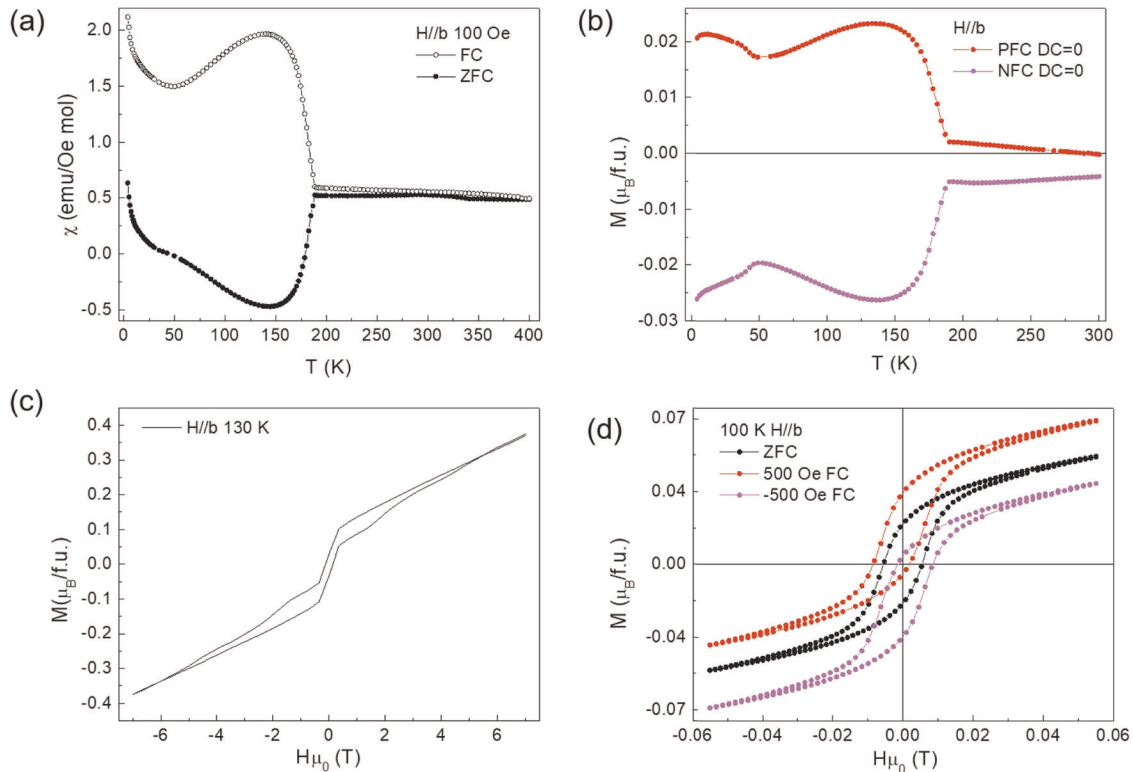 (a)
H//b 100 Oe
FC
ZFC
2.0
1.5
1.0
0.5
0.0
-0.5
χ (emu/Oe mol)
0 50 100 150 200 250 300 350 400
T (K)
(b)
H//b
PFC DC=0
NFC DC=0
0.02
0.01
0.00
-0.01
-0.02
-0.03
M (μB/f.u.)
0 50 100 150 200 250 300
T (K)
(c)
H//b 130 K
0.4
0.3
0.2
0.1
0.0
-0.1
-0.2
-0.3
-0.4
M(μB/f.u.)
-6 -4 -2 0 2 4 6
Hμ0 (T)
(d)
100 K H//b
ZFC
500 Oe FC
-500 Oe FC
0.07
0.04
0.00
-0.04
-0.07
M (μB/f.u.)
-0.06 -0.04 -0.02 0.00 0.02 0.04 0.06
Hμ0 (T)